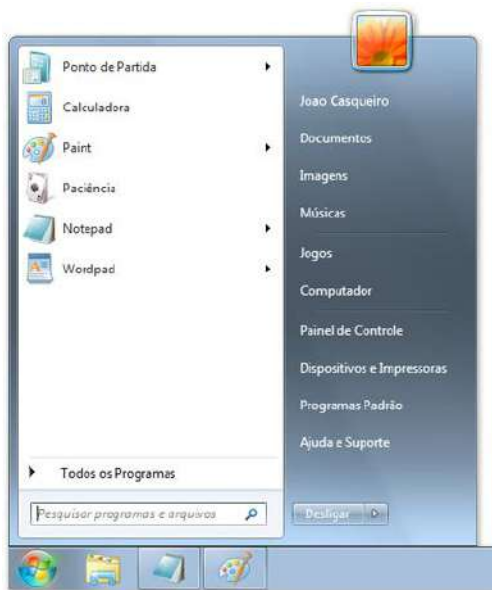 Ponto de Partida
Calculadora
Paint
Paciência
Notepad
Wordpad
Todos os Programas
Pesquisar programas e arquivos
Joao Casqueiro
Documentos
Imagens
Músicas
Jogos
Computador
Painel de Controle
Dispositivos e Impressoras
Programas Padrão
Ajuda e Suporte
Desligar